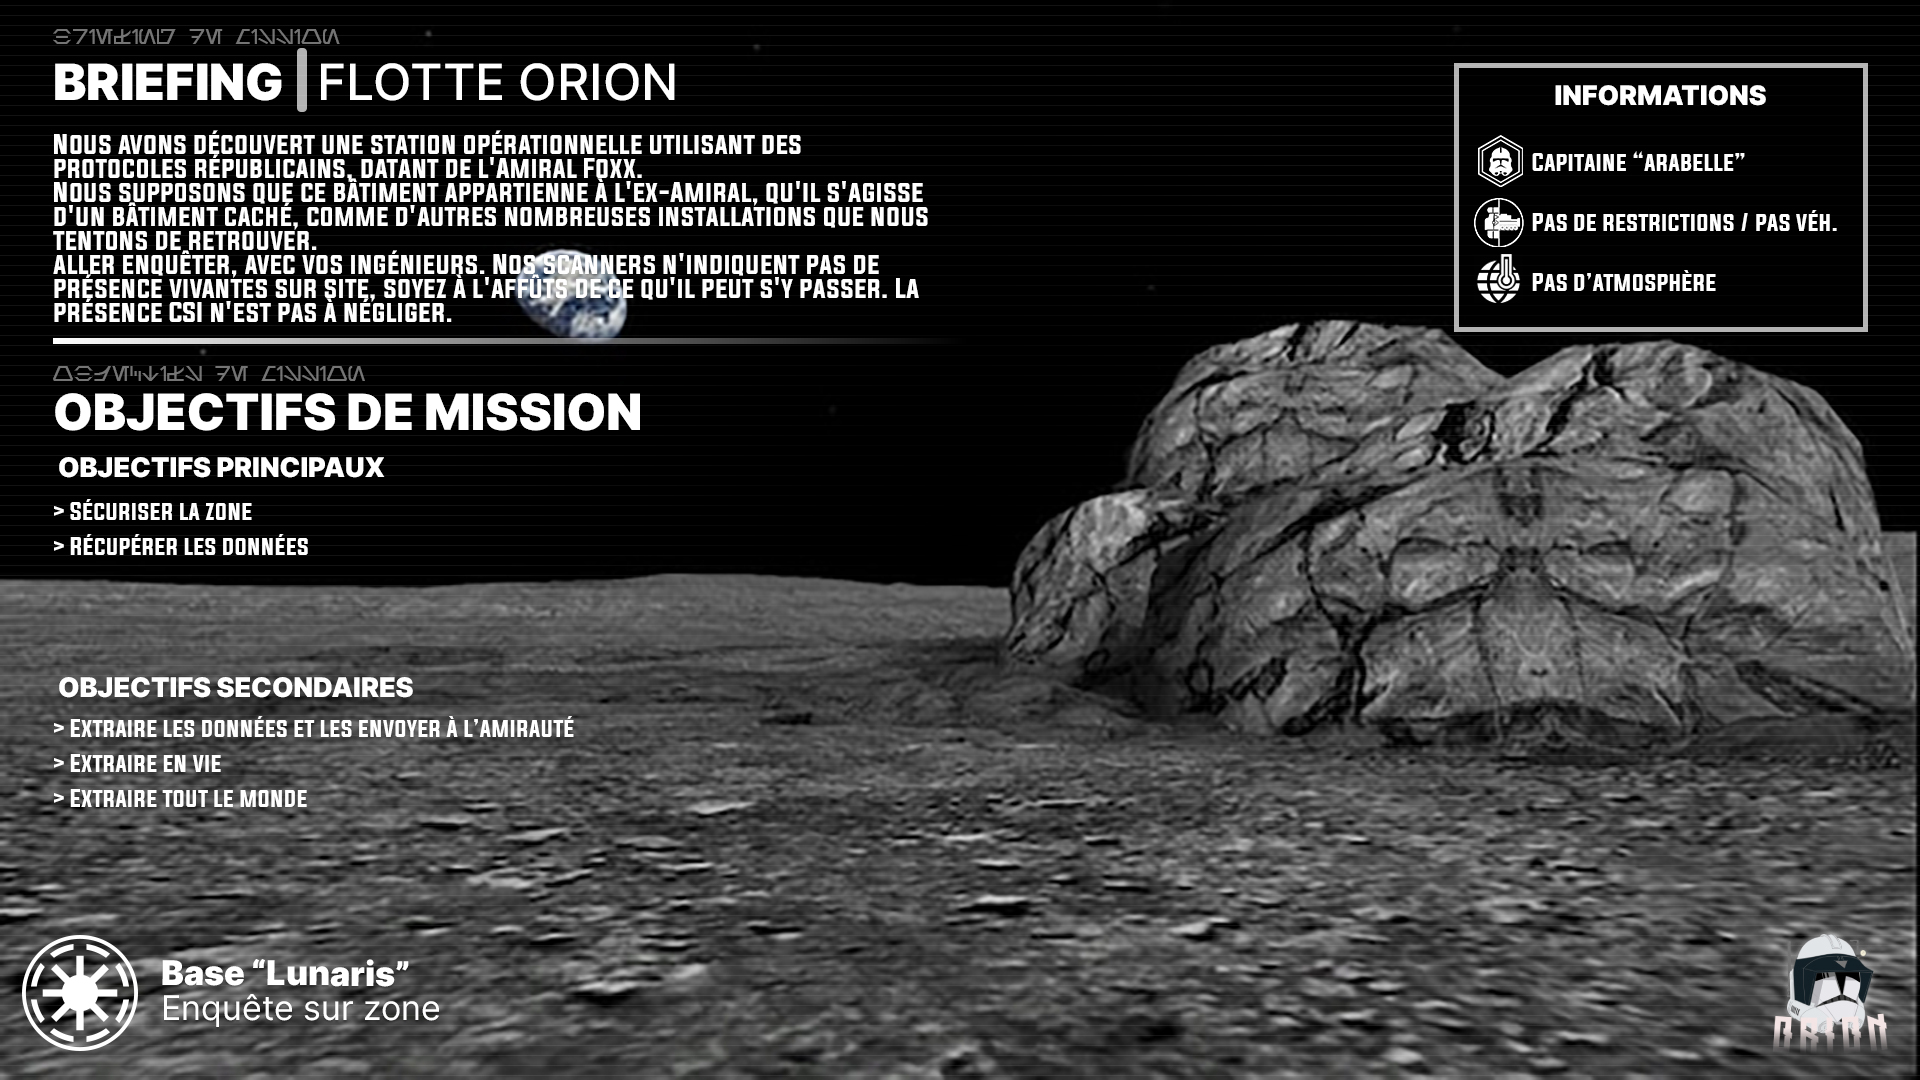 BRIEFING | FLOTTE ORION
Nous avons découvert une station opérationnelle utilisant des
protocoles républicains, datant de l'Amiral Foxx.
Nous supposons que ce bâtiment appartienne à l'ex-Amiral, qu'il s'agisse
d'un bâtiment caché, comme d'autres nombreuses installations que nous
tentons de retrouver.
aller enquêter, avec vos ingénieurs. Nos scanners n'indiquent pas de
présence vivantes sur site, soyez à l'affûts de ce qu'il peut s'y passer. La
présence CSI n'est pas à négliger.
OBJECTIFS DE MISSION
OBJECTIFS PRINCIPAUX
> Sécuriser la zone
> Récupérer les données
OBJECTIFS SECONDAIRES
> Extraire les données et les envoyer à l’amirauté
> Extraire en vie
> Extraire tout le monde
Base “Lunaris”
Enquête sur zone
INFORMATIONS
Capitaine “arabelle”
Pas de restrictions / pas véh.
Pas d’atmosphère
ORION